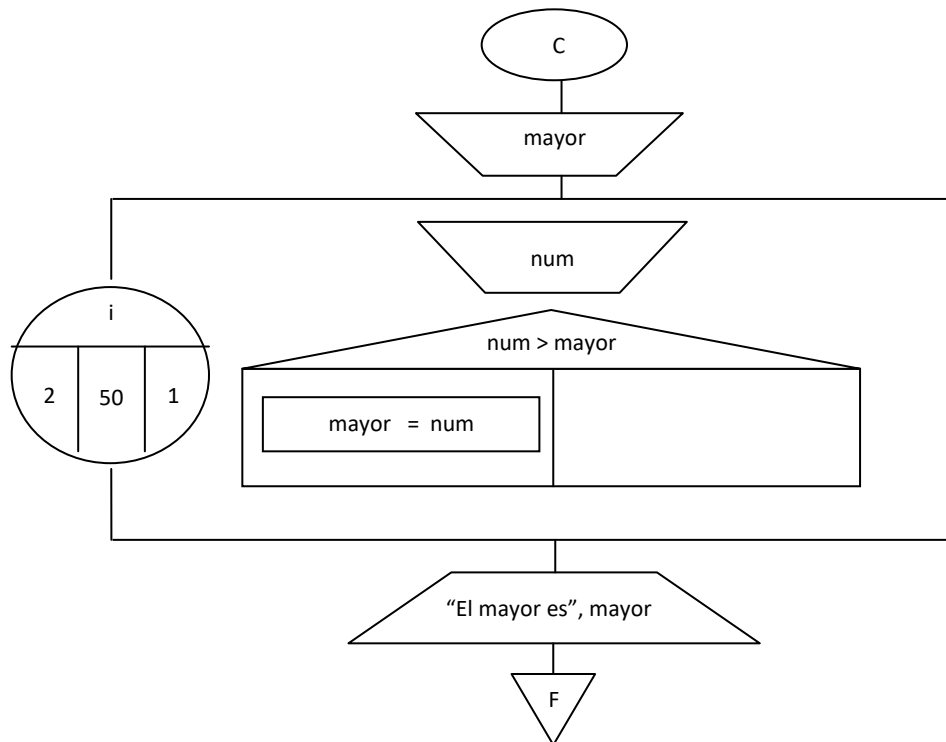 C
mayor
num
i
num > mayor
2 50 1
mayor = num
“El mayor es”, mayor
F